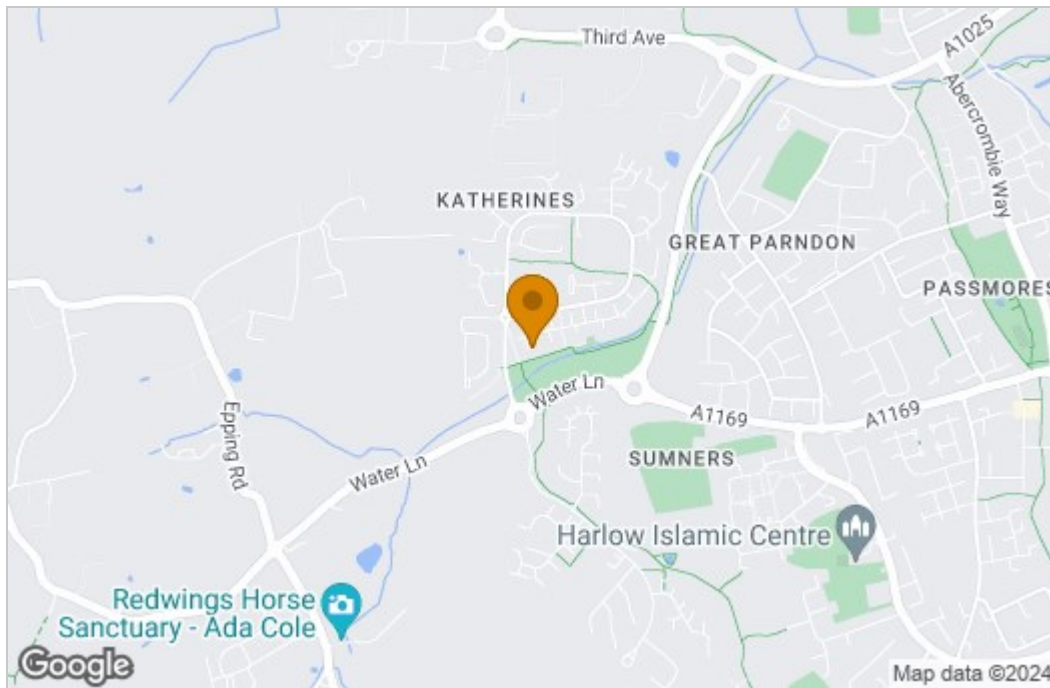 Third Ave
A1025
Abercrombie Way
KATHERINES
GREAT PARNDON
PASSMORES
Epping Rd
Water Ln
A1169
A1169
SUMNERS
Water Ln
Harlow Islamic Centre
Redwings Horse
Sanctuary - Ada Cole
Google
Map data ©2024